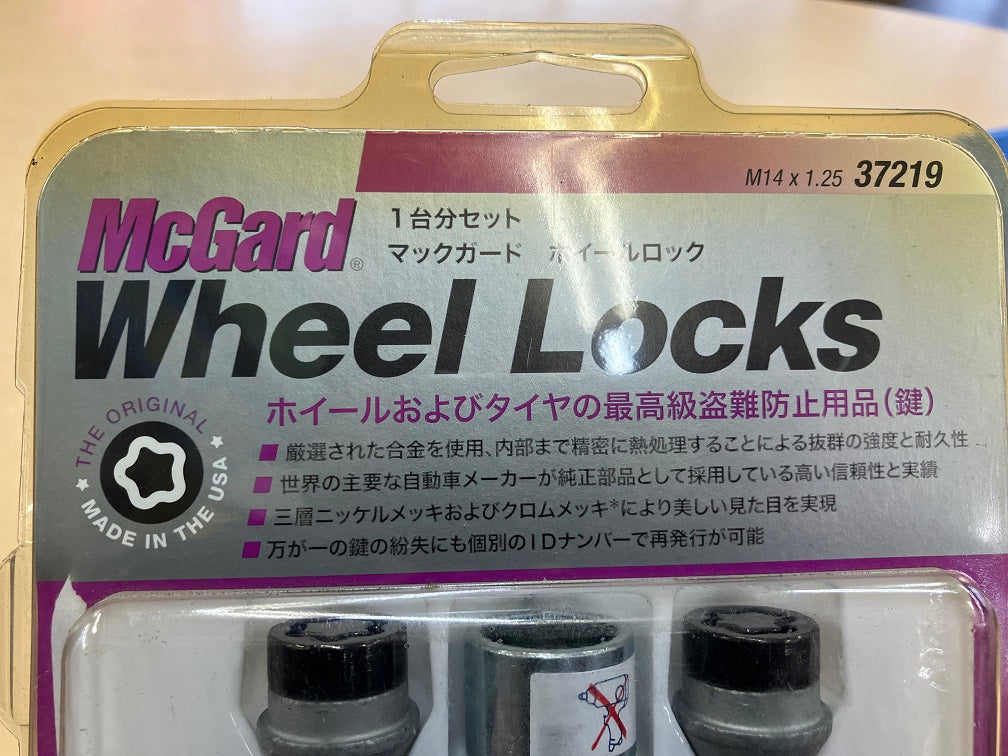 M14 x 1.25 37219
McGard®
1台分セット
マックガード ホイールロック
Wheel Locks
THE ORIGINAL
★ MADE IN THE USA ★
ホイールおよびタイヤの最高級盗難防止用品(鍵)
■ 厳選された合金を使用、内部まで精密に熱処理することによる抜群の強度と耐久性
■ 世界の主要な自動車メーカーが純正部品として採用している高い信頼性と実績
■ 三層ニッケルメッキおよびクロムメッキ*により美しい見た目を実現
■ 万が一の鍵の紛失にも個別のIDナンバーで再発行が可能